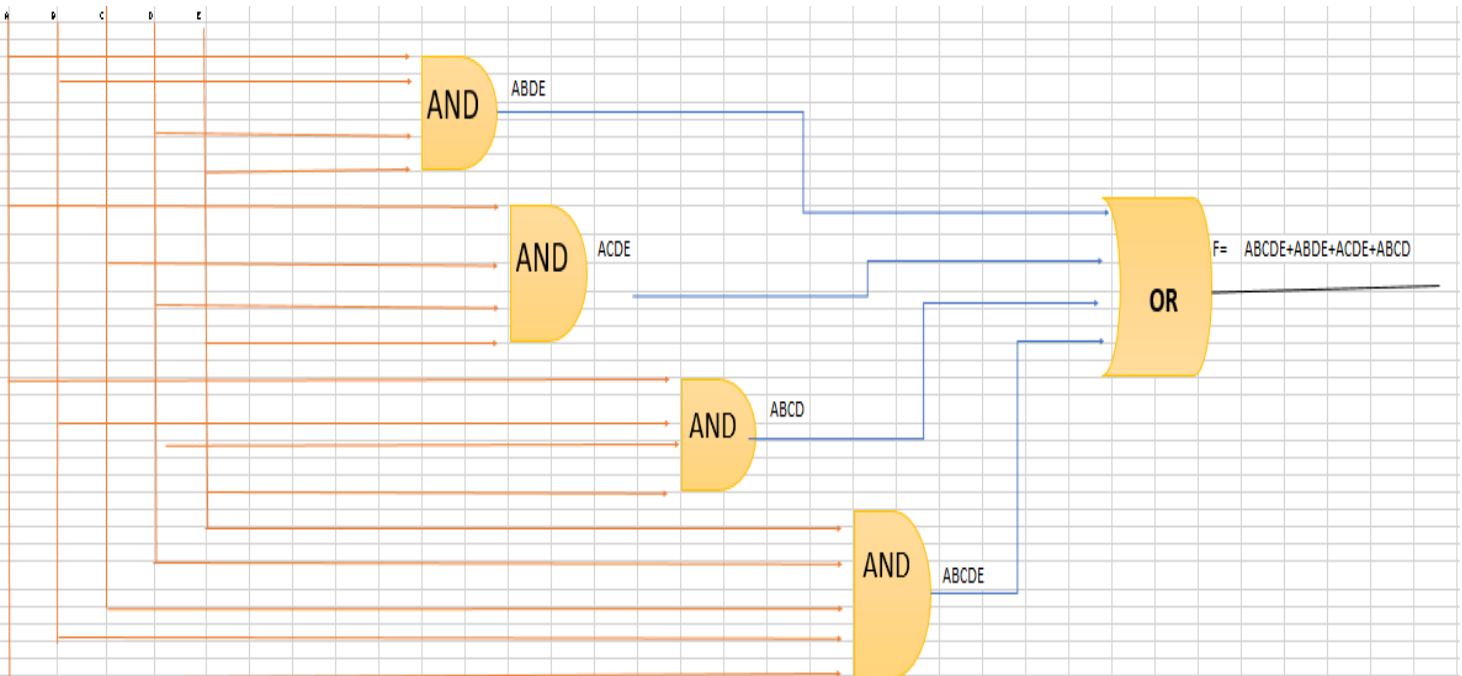 A B C D E
ABDE
AND
ACDE
AND
F= ABCDE+ABDE+ACDE+ABCD
OR
ABCD
AND
AND
ABCDE